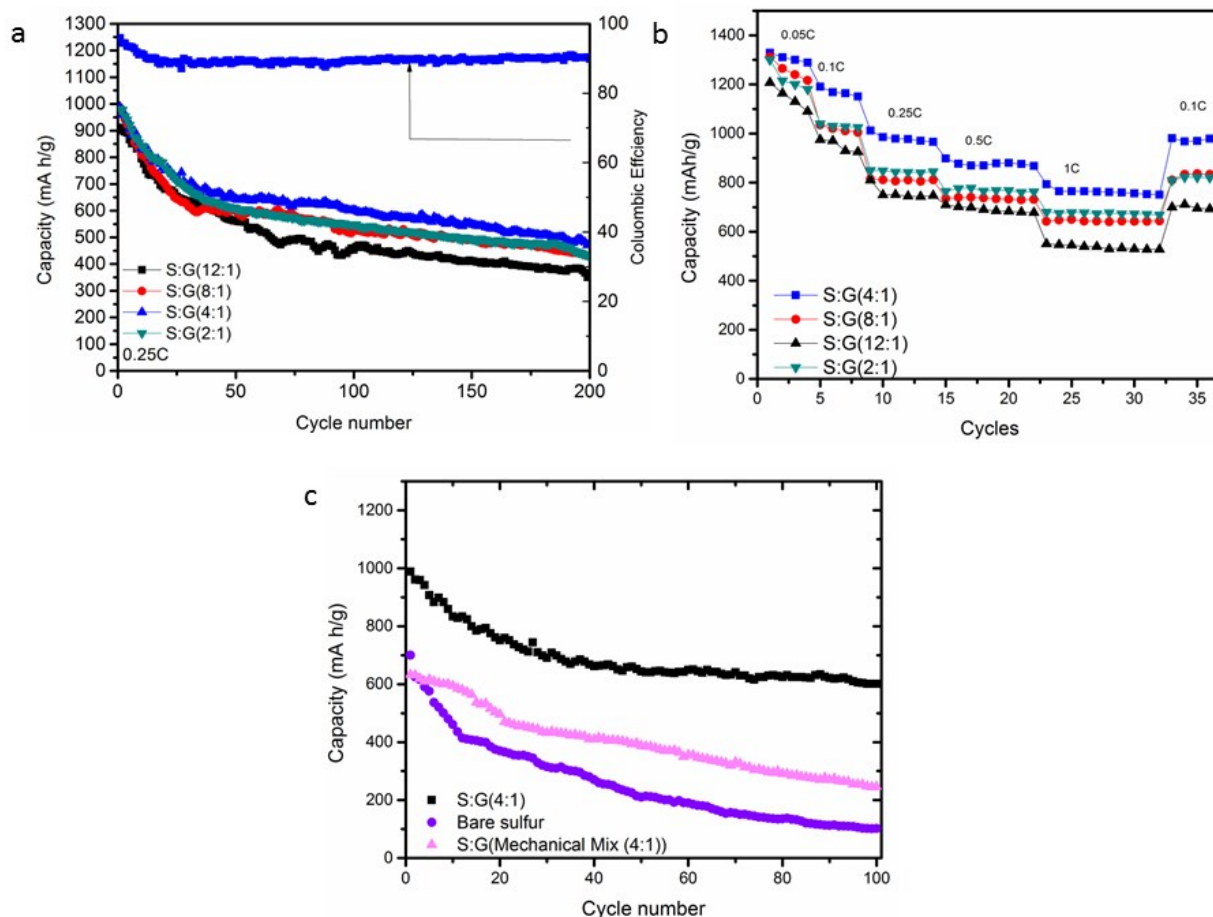 a
1300
1200
1100
1000
900
800
700
600
500
400
300
200
100
0
Capacity (mA h/g)
S:G(12:1)
S:G(8:1)
S:G(4:1)
S:G(2:1)
0.25C
0 50 100 150 200
Cycle number
100
80
60
40
20
0
Coluombic Effciency
b
1400
1200
1000
800
600
400
200
0
Capacity (mAh/g)
0.05C
0.1C
0.25C
0.5C
1C
0.1C
S:G(4:1)
S:G(8:1)
S:G(12:1)
S:G(2:1)
0 5 10 15 20 25 30 35
Cycles
c
1200
1000
800
600
400
200
0
Capacity (mA h/g)
S:G(4:1)
Bare sulfur
S:G(Mechanical Mix (4:1))
0 20 40 60 80 100
Cycle number